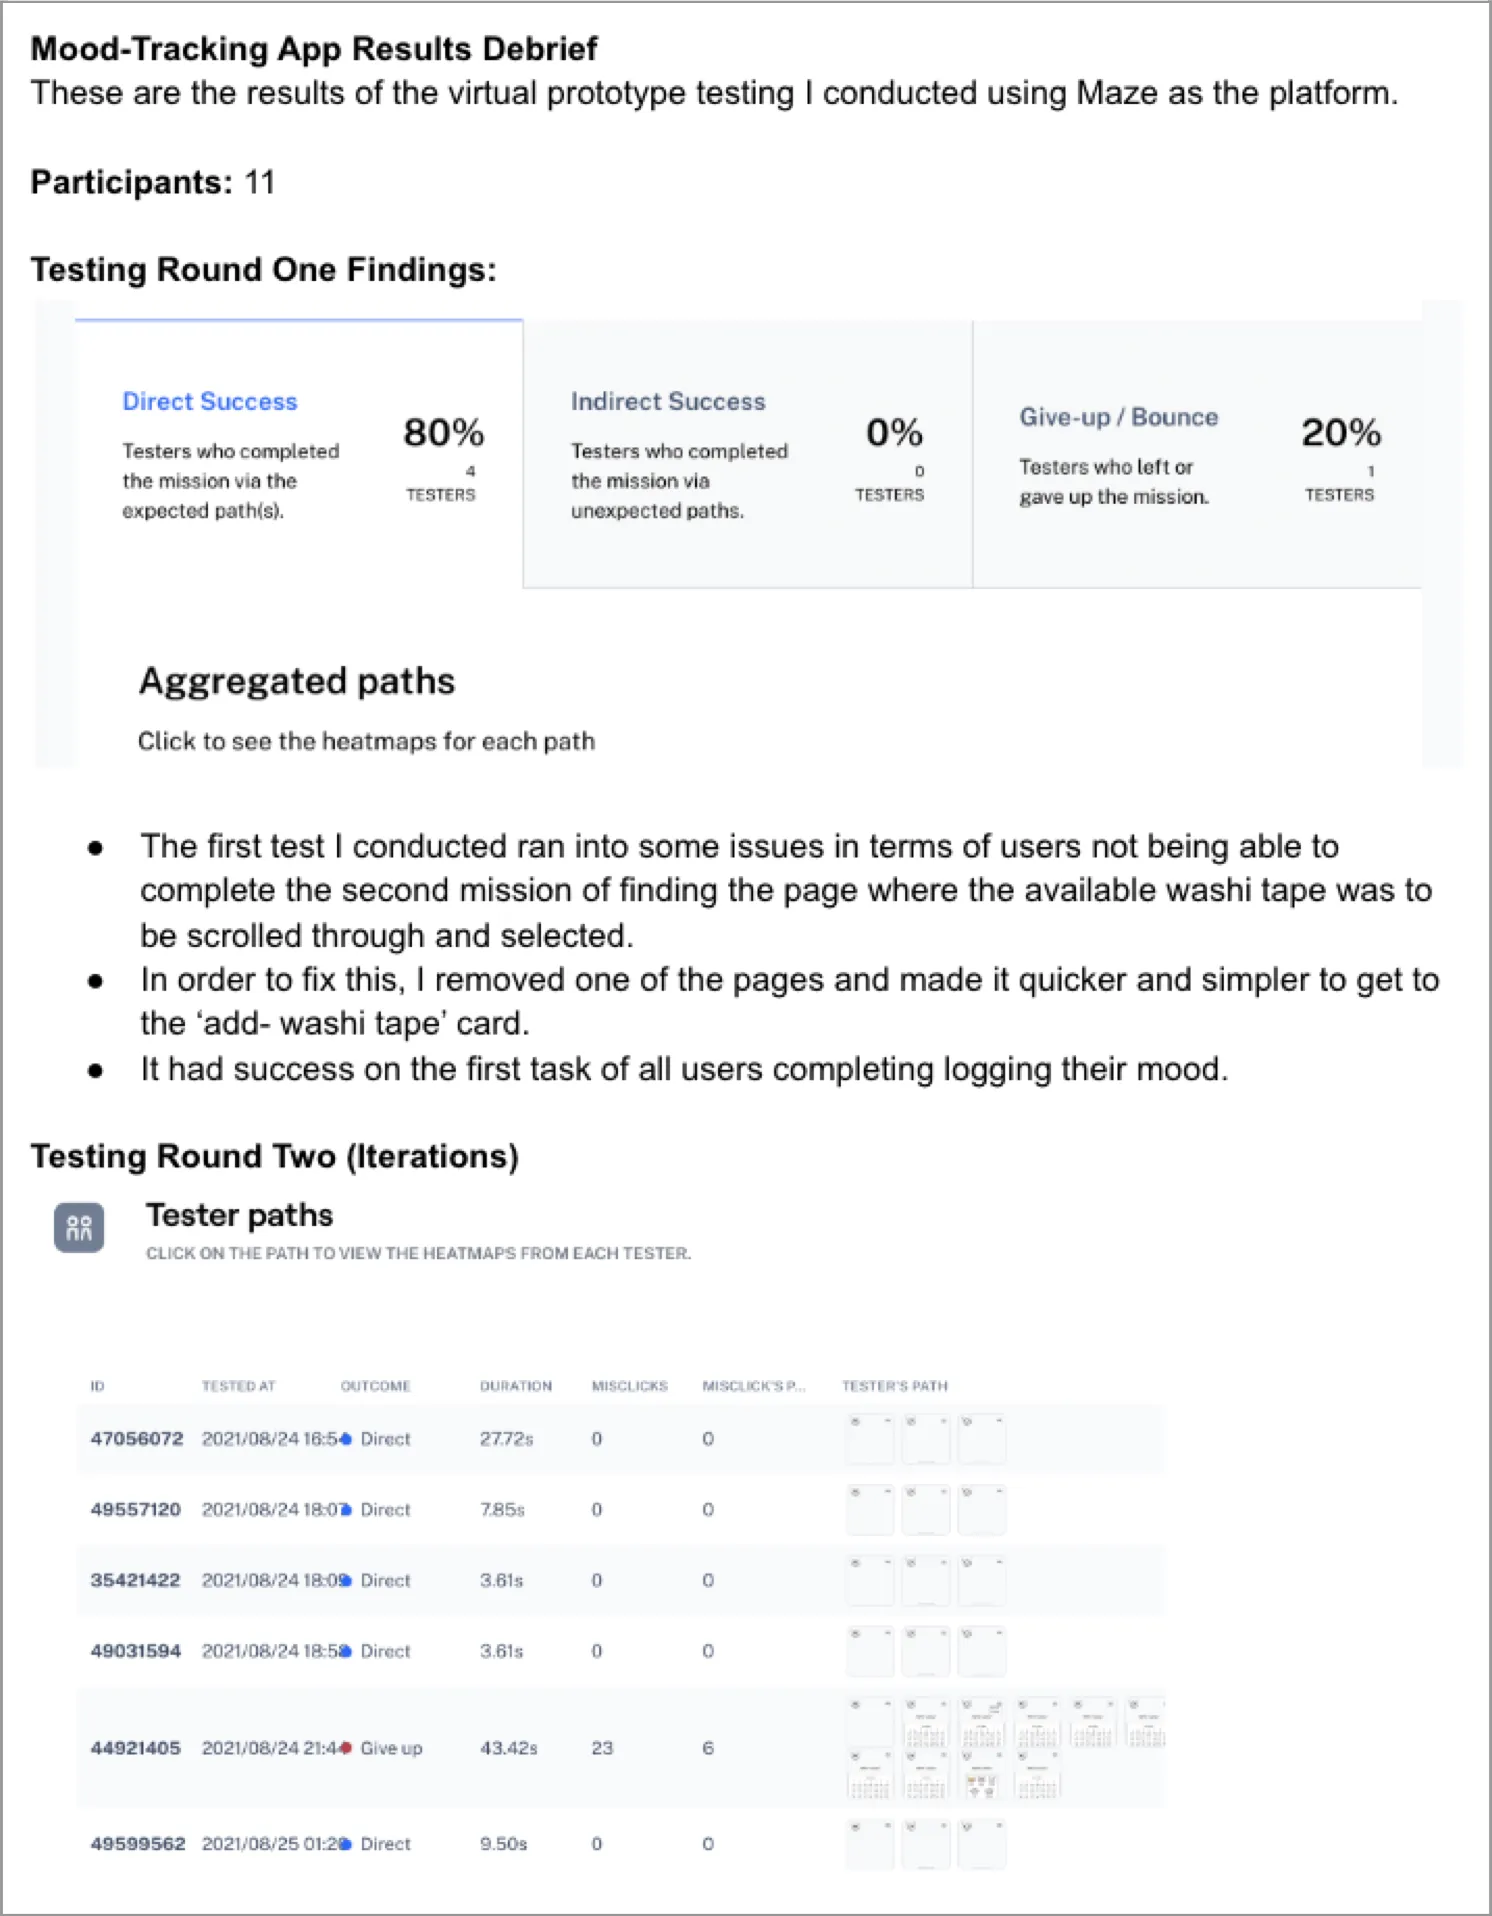 Mood-Tracking App Results Debrief
These are the results of the virtual prototype testing I conducted using Maze as the platform.
Participants: 11
Testing Round One Findings:
Direct Success
Testers who completed
the mission via the
expected path(s).
80%
4
TESTERS
Indirect Success
Testers who completed
the mission via
unexpected paths.
0%
0
TESTERS
Give-up / Bounce
Testers who left or
gave up the mission.
20%
1
TESTERS
Aggregated paths
Click to see the heatmaps for each path
● The first test I conducted ran into some issues in terms of users not being able to
complete the second mission of finding the page where the available washi tape was to
be scrolled through and selected.
● In order to fix this, I removed one of the pages and made it quicker and simpler to get to
the ‘add- washi tape’ card.
● It had success on the first task of all users completing logging their mood.
Testing Round Two (Iterations)
Tester paths
CLICK ON THE PATH TO VIEW THE HEATMAPS FROM EACH TESTER.
ID TESTED AT OUTCOME DURATION MISCLICKS MISCLICK'S P... TESTER'S PATH
47056072 2021/08/24 16:54 Direct 27.72s 0 0
49557120 2021/08/24 18:07 Direct 7.85s 0 0
35421422 2021/08/24 18:09 Direct 3.61s 0 0
49031594 2021/08/24 18:58 Direct 3.61s 0 0
44921405 2021/08/24 21:44 Give up 43.42s 23 6
49599562 2021/08/25 Direct 9.50s 0 0